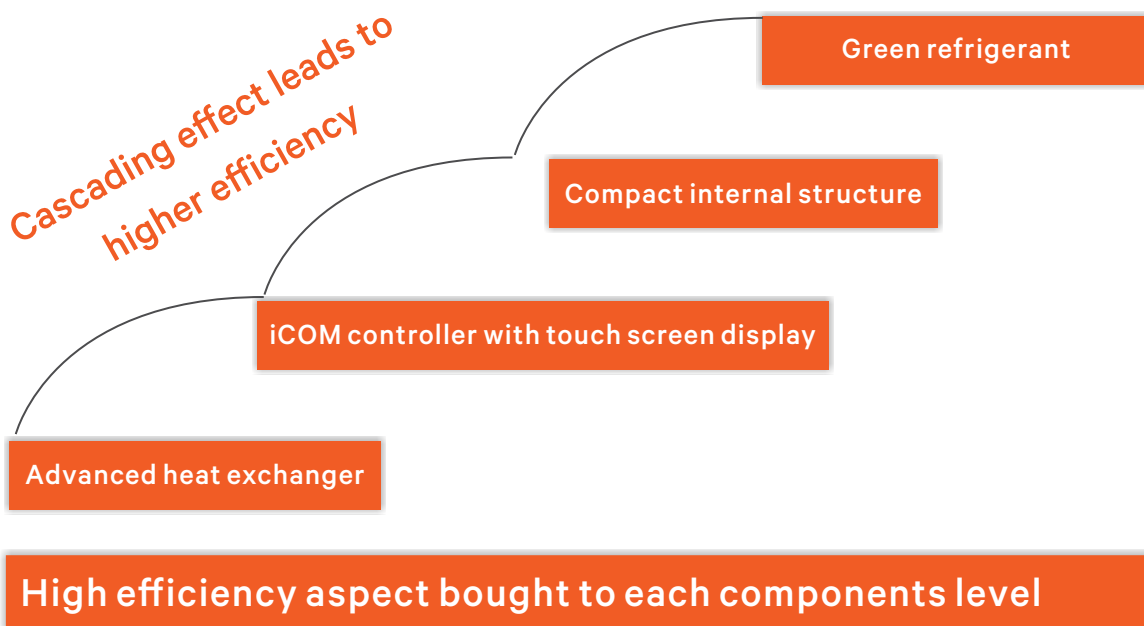 Green refrigerant
Cascading effect leads to
higher efficiency
Compact internal structure
iCOM controller with touch screen display
Advanced heat exchanger
High efficiency aspect bought to each components level